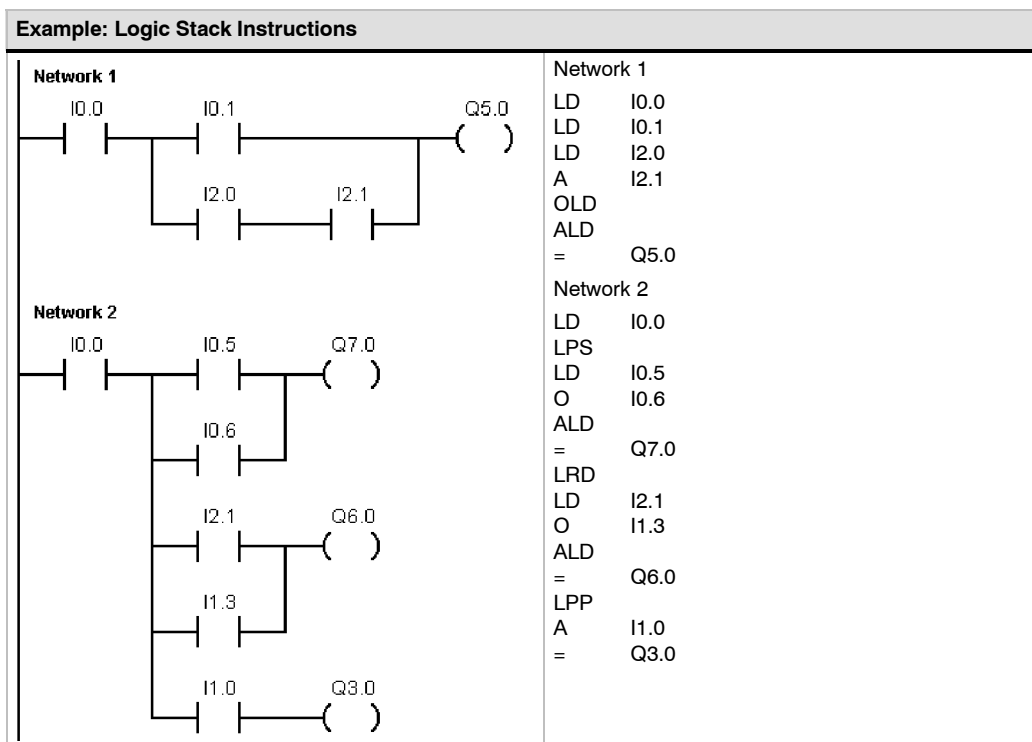 Example: Logic Stack Instructions
Network 1
I0.0 I0.1 Q5.0
I2.0 I2.1
Network 2
I0.0 I0.5 Q7.0
I0.6
I2.1 Q6.0
I1.3
I1.0 Q3.0
Network 1
LD I0.0
LD I0.1
LD I2.0
A I2.1
OLD
ALD
= Q5.0
Network 2
LD I0.0
LPS
LD I0.5
O I0.6
ALD
= Q7.0
LRD
LD I2.1
O I1.3
ALD
= Q6.0
LPP
A I1.0
= Q3.0